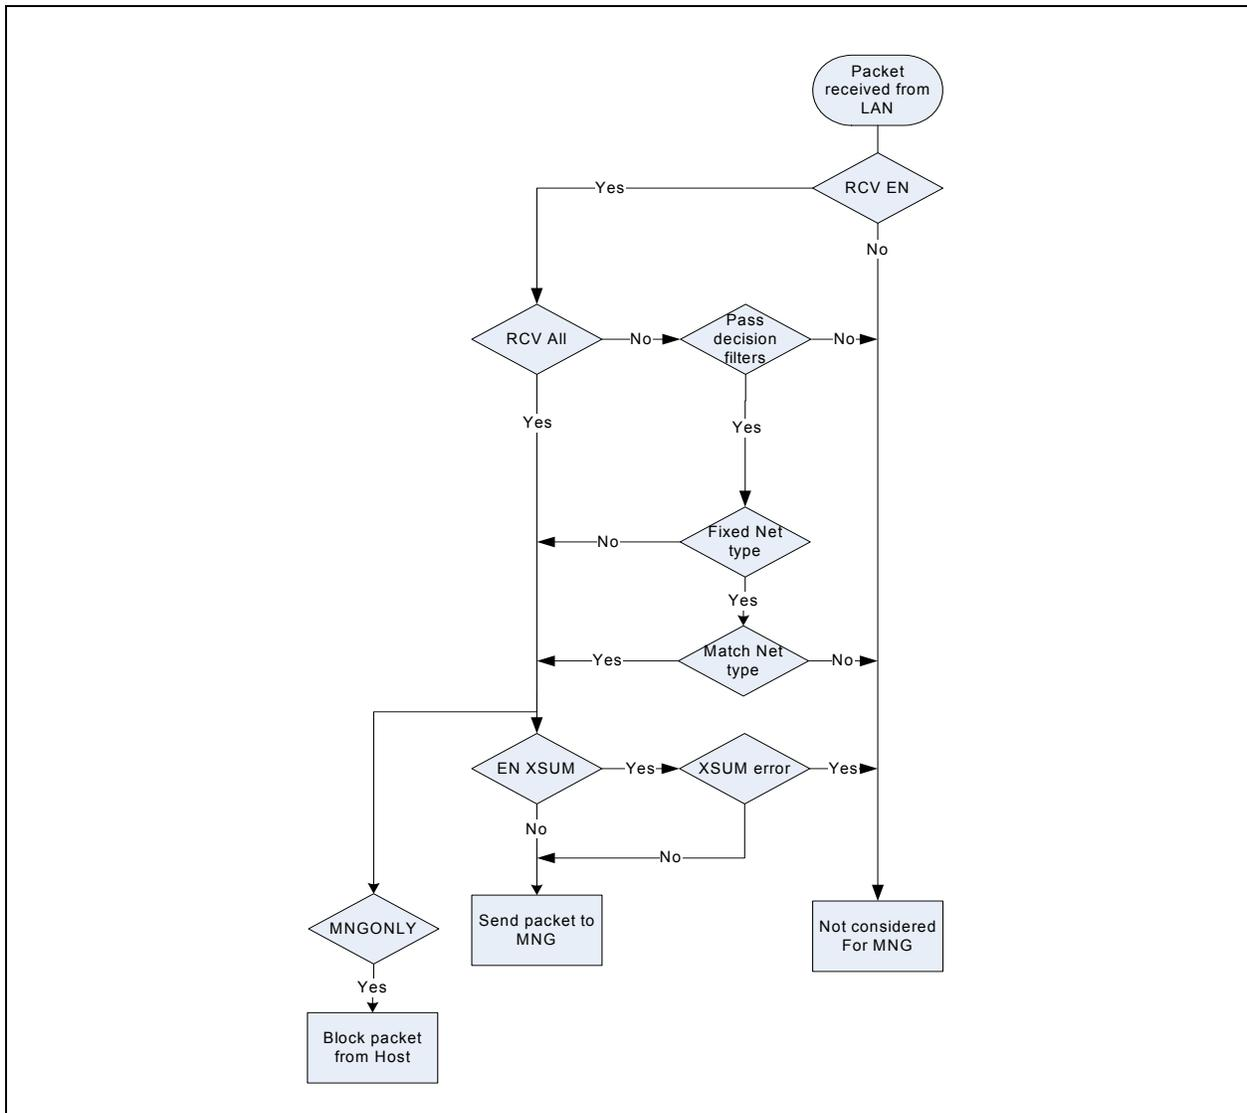 Packet
received from
LAN
RCV EN
Yes
No
RCV All
No
Pass
decision
filters
No
Yes
Yes
Fixed Net
type
No
Yes
Match Net
type
Yes
No
EN XSUM
Yes
XSUM error
Yes
No
No
MNGONLY
Send packet to
MNG
Not considered
For MNG
Yes
Block packet
from Host